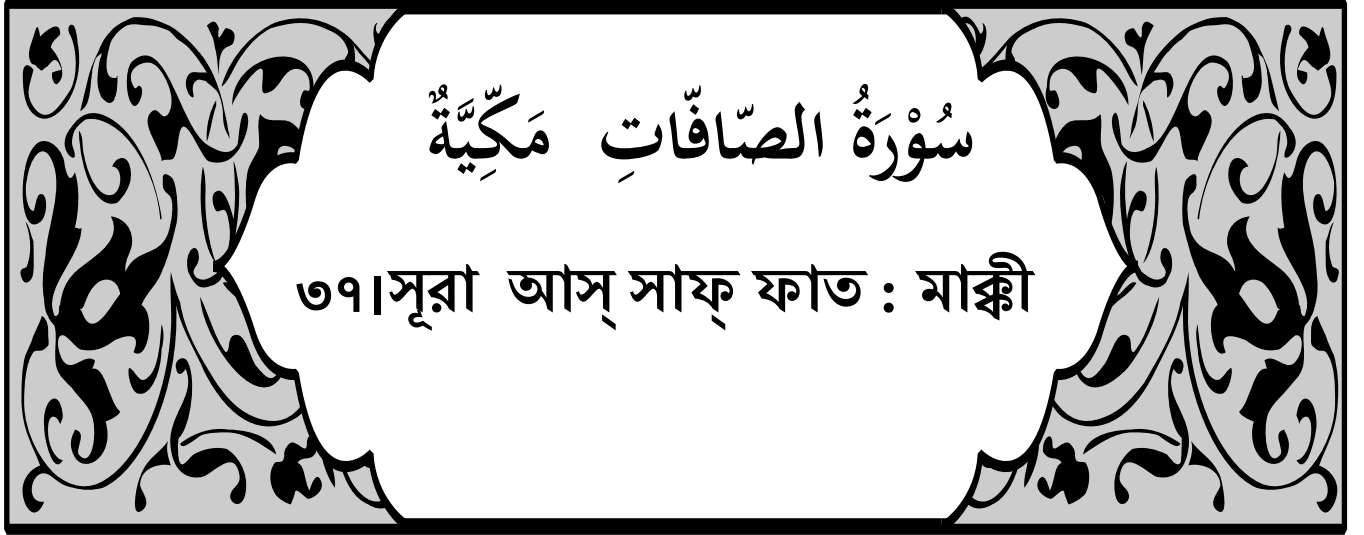 سُوْرَةُ الصّافّاتِ مَكِّيَّةٌ
৩৭।সূরা আস্ সাফ্ ফাত : মাক্কী